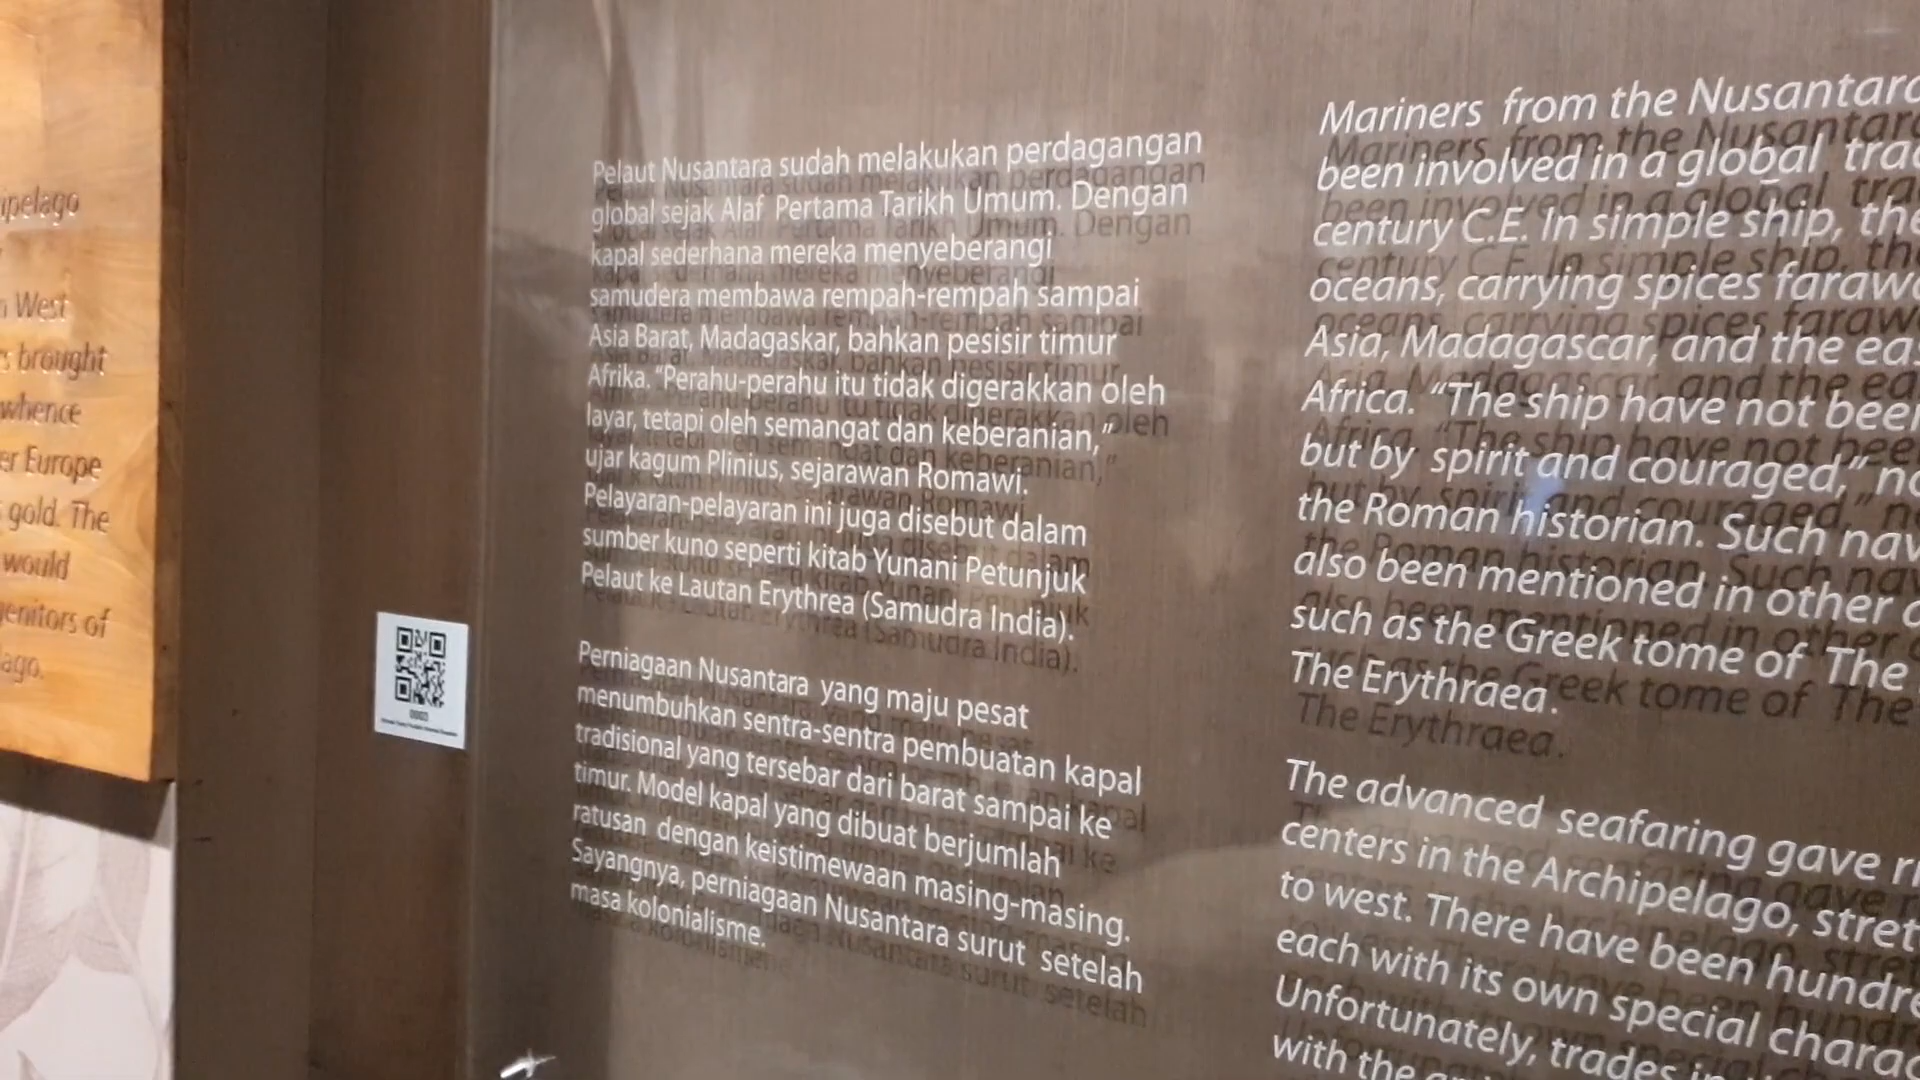 ipelago
West
s brought
whence
er Europe
gold. The
would
genitors of
ago.
Pelaut Nusantara sudah melakukan perdagangan
global sejak Alaf Pertama Tarikh Umum. Dengan
kapal sederhana mereka menyeberangi
samudera membawa rempah-rempah sampai
Asia Barat, Madagaskar, bahkan pesisir timur
Afrika. “Perahu-perahu itu tidak digerakkan oleh
layar, tetapi oleh semangat dan keberanian,”
ujar kagum Plinius, sejarawan Romawi.
Pelayaran-pelayaran ini juga disebut dalam
sumber kuno seperti kitab Yunani Petunjuk
Pelaut ke Lautan Erythrea (Samudra India).
Perniagaan Nusantara yang maju pesat
menumbuhkan sentra-sentra pembuatan kapal
tradisional yang tersebar dari barat sampai ke
timur. Model kapal yang dibuat berjumlah
ratusan dengan keistimewaan masing-masing.
Sayangnya, perniagaan Nusantara surut setelah
masa kolonialisme.
Mariners from the Nusantara
been involved in a global trad
century C.E. In simple ship, the
oceans, carrying spices farawa
Asia, Madagascar, and the eas
Africa. “The ship have not been
but by spirit and couraged,” no
the Roman historian. Such nav
also been mentioned in other a
such as the Greek tome of The
The Erythraea.
The advanced seafaring gave ri
centers in the Archipelago, stret
to west. There have been hundre
each with its own special charac
Unfortunately, trades in
with the